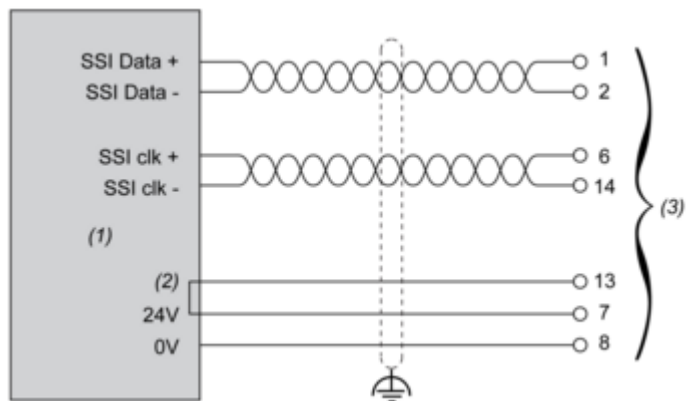 SSI Data + 1
SSI Data - 2
SSI clk + 6
SSI clk - 14
(1) (3)
(2) 13
24V 7
0V 8